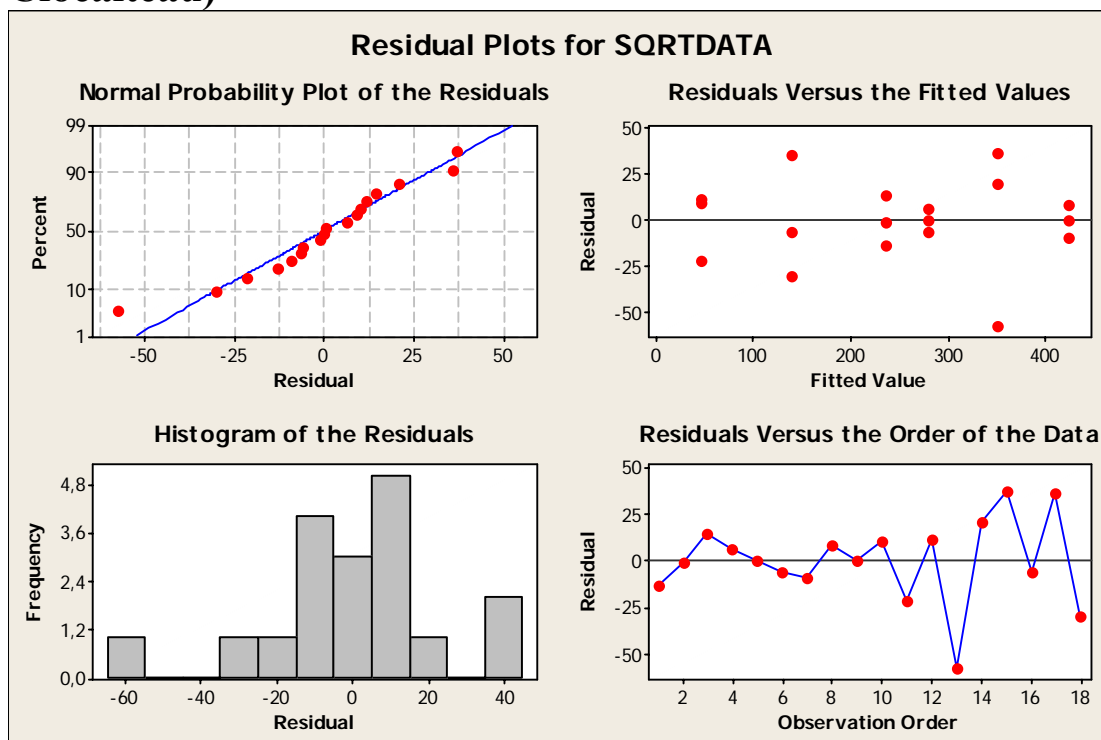 Residual Plots for SQRTDATA
Normal Probability Plot of the Residuals
99
90
50
10
1
Percent
-50 -25 0 25 50
Residual
Residuals Versus the Fitted Values
50
25
0
-25
-50
Residual
0 100 200 300 400
Fitted Value
Histogram of the Residuals
4,8
3,6
2,4
1,2
0,0
Frequency
-60 -40 -20 0 20 40
Residual
Residuals Versus the Order of the Data
50
25
0
-25
-50
Residual
2 4 6 8 10 12 14 16 18
Observation Order